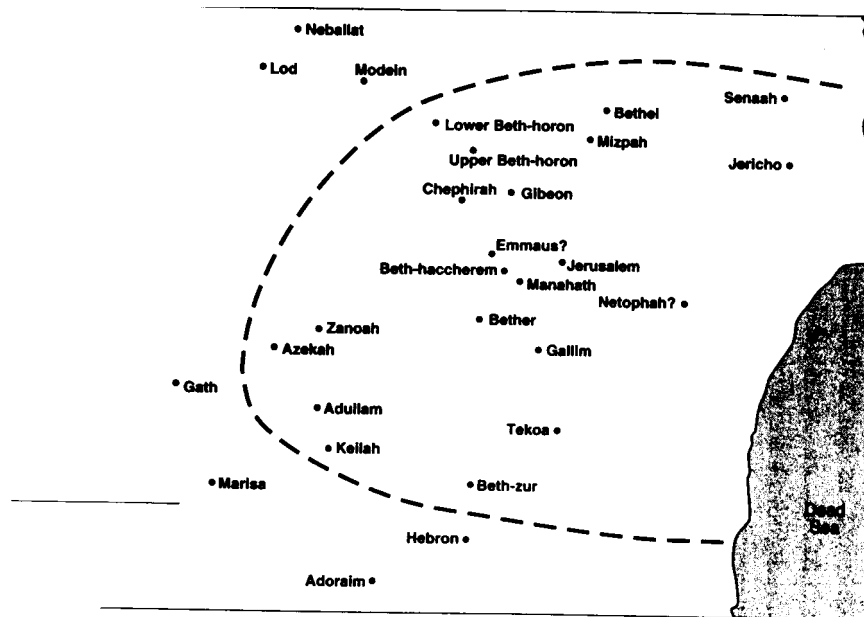 Neballat
Lod
Modein
Senaah
Bethel
Lower Beth-horon
Mizpah
Upper Beth-horon
Jericho
Chephirah
Gibeon
Emmaus?
Jerusalem
Beth-haccherem
Manahath
Netophah?
Bether
Zanoah
Azekah
Gallim
Gath
Adullam
Tekoa
Keilah
Marisa
Beth-zur
Dead
Sea
Hebron
Adoraim